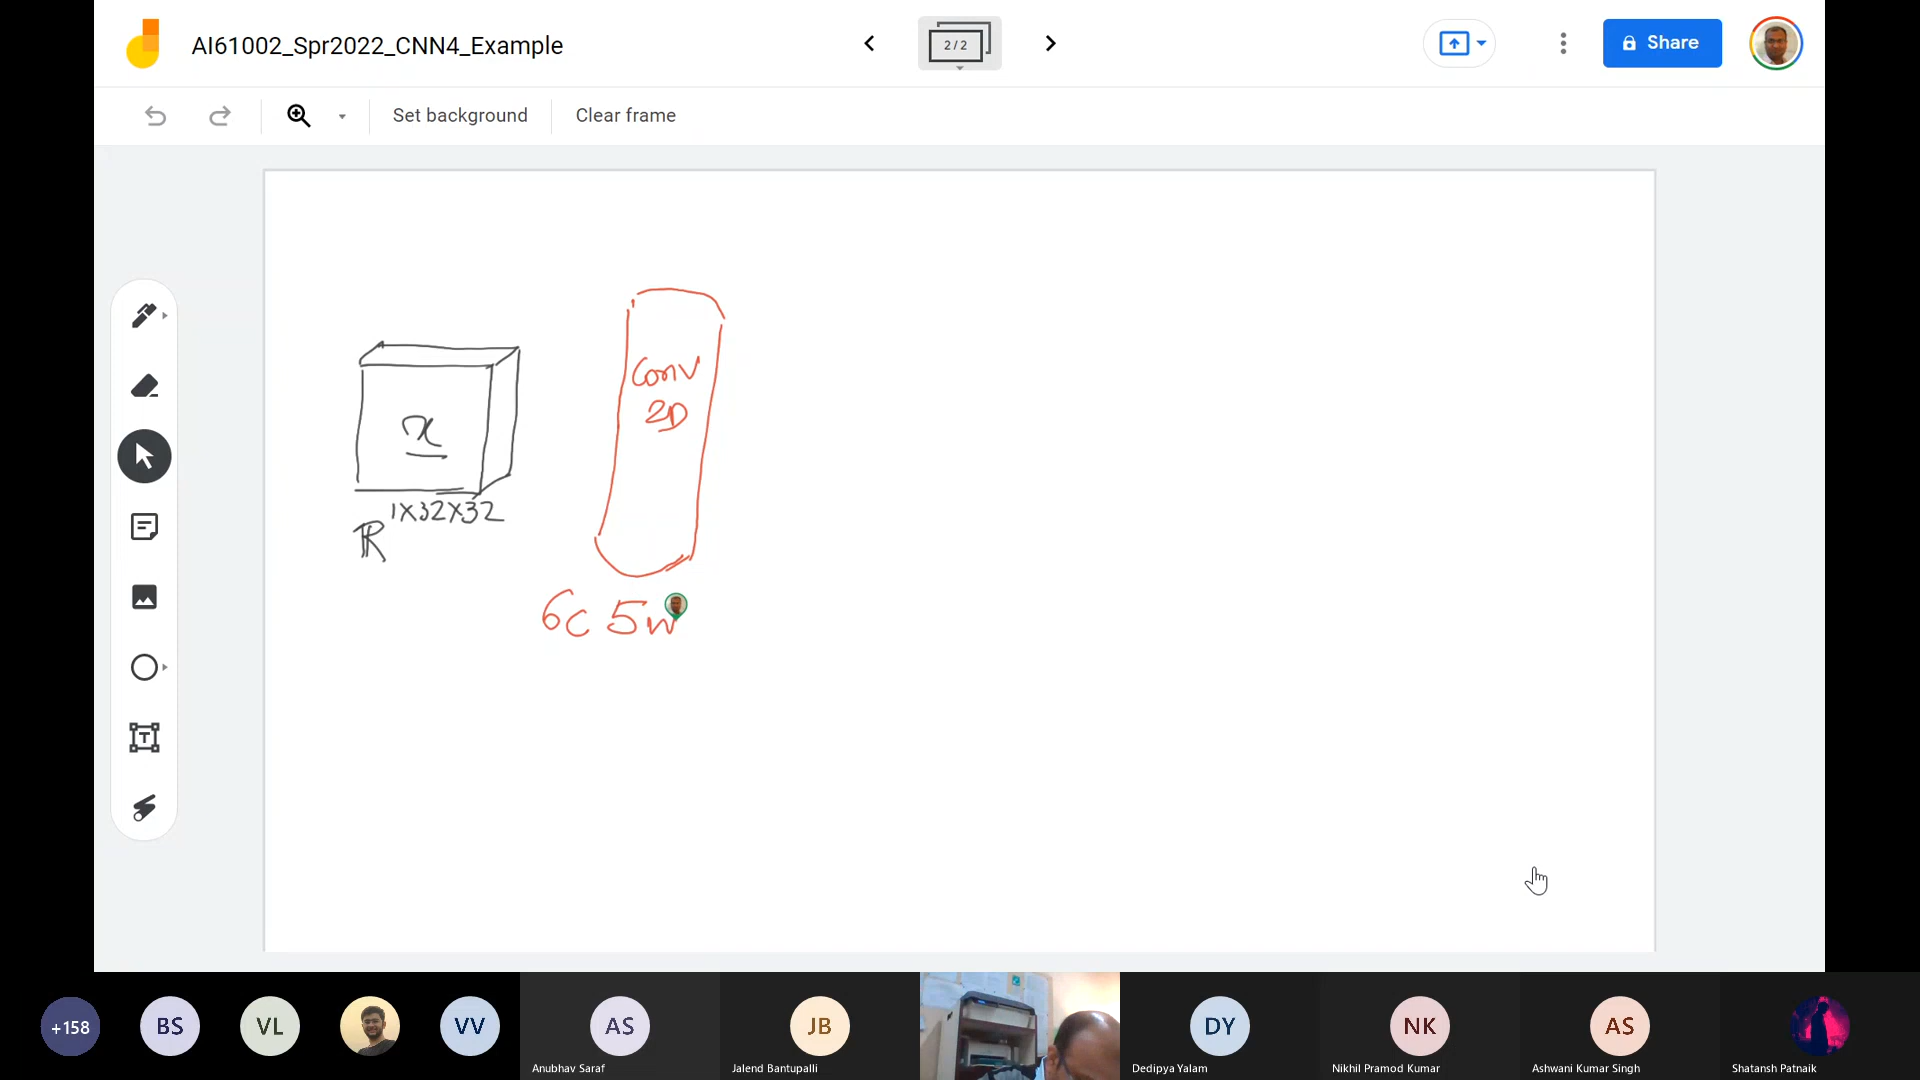 AI61002_Spr2022_CNN4_Example
2/2
Share
Set background
Clear frame
Conv
2D
x
1X32X32
ℝ
6c 5w
T
+158
BS
VL
VV
AS
JB
DY
NK
AS
Anubhav Saraf
Jalend Bantupalli
Dedipya Yalam
Nikhil Pramod Kumar
Ashwani Kumar Singh
Shatansh Patnaik